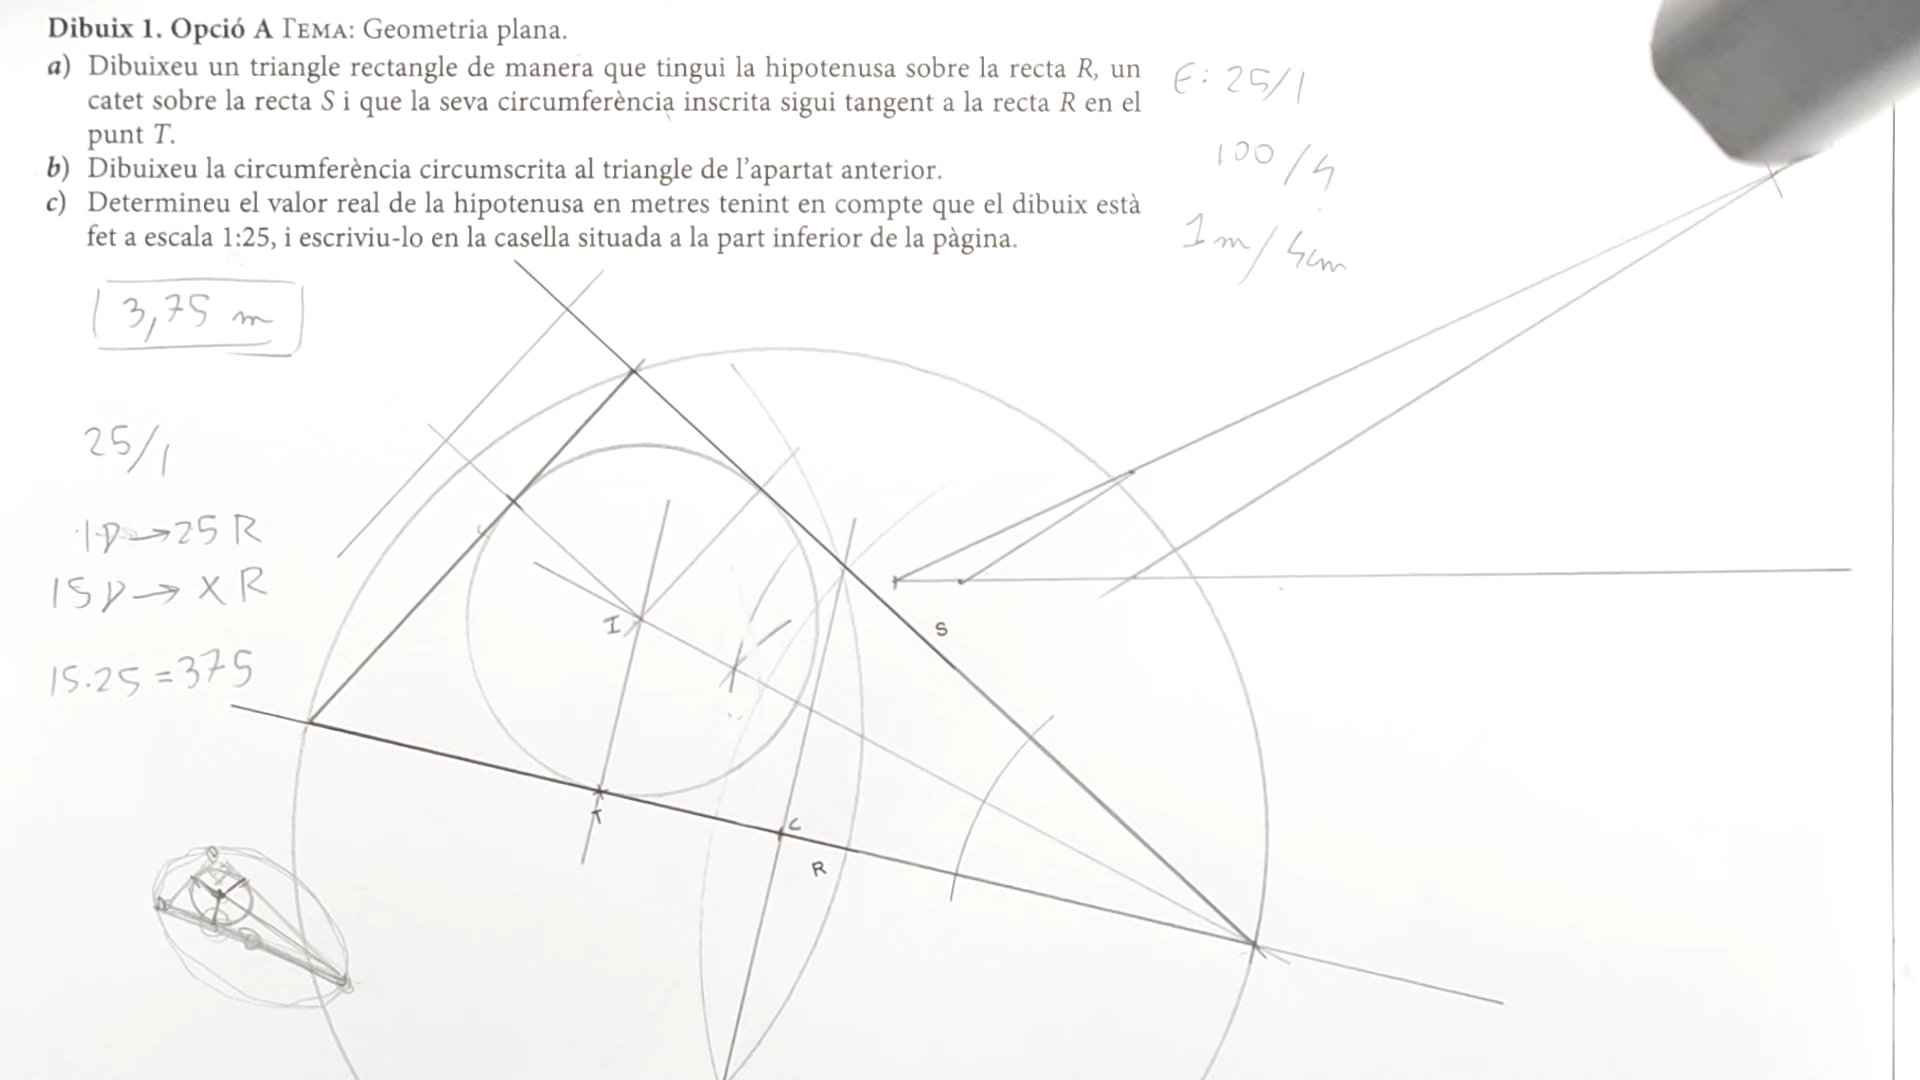 Dibuix 1. Opció A TEMA: Geometria plana.
a) Dibuixeu un triangle rectangle de manera que tingui la hipotenusa sobre la recta R, un
catet sobre la recta S i que la seva circumferència inscrita sigui tangent a la recta R en el
punt T.
b) Dibuixeu la circumferència circumscrita al triangle de l'apartat anterior.
c) Determineu el valor real de la hipotenusa en metres tenint en compte que el dibuix està
fet a escala 1:25, i escriviu-lo en la casella situada a la part inferior de la pàgina.
E: 25/1
100/4
1m/4cm
3,75 m
25/1
1D→25 R
15D→ X R
15.25=375
I
S
T
C
R